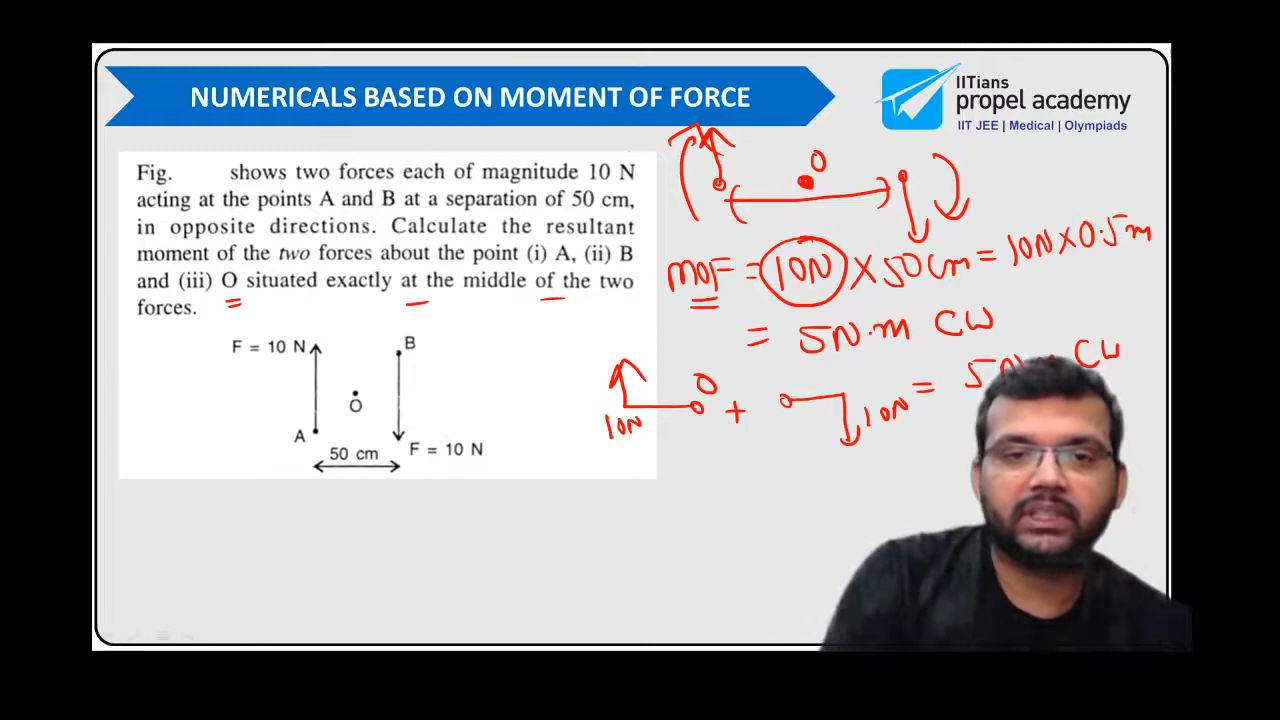 NUMERICALS BASED ON MOMENT OF FORCE
IITians
propel academy
IIT JEE | Medical | Olympiads
Fig. shows two forces each of magnitude 10 N
acting at the points A and B at a separation of 50 cm,
in opposite directions. Calculate the resultant
moment of the two forces about the point (i) A, (ii) B
and (iii) O situated exactly at the middle of the two
forces.
F = 10 N
B
O
A
50 cm
F = 10 N
O
MOF = 10N × 50cm = 10N × 0.5m
= 5N.m CW
10N O + 10N = 5N CW